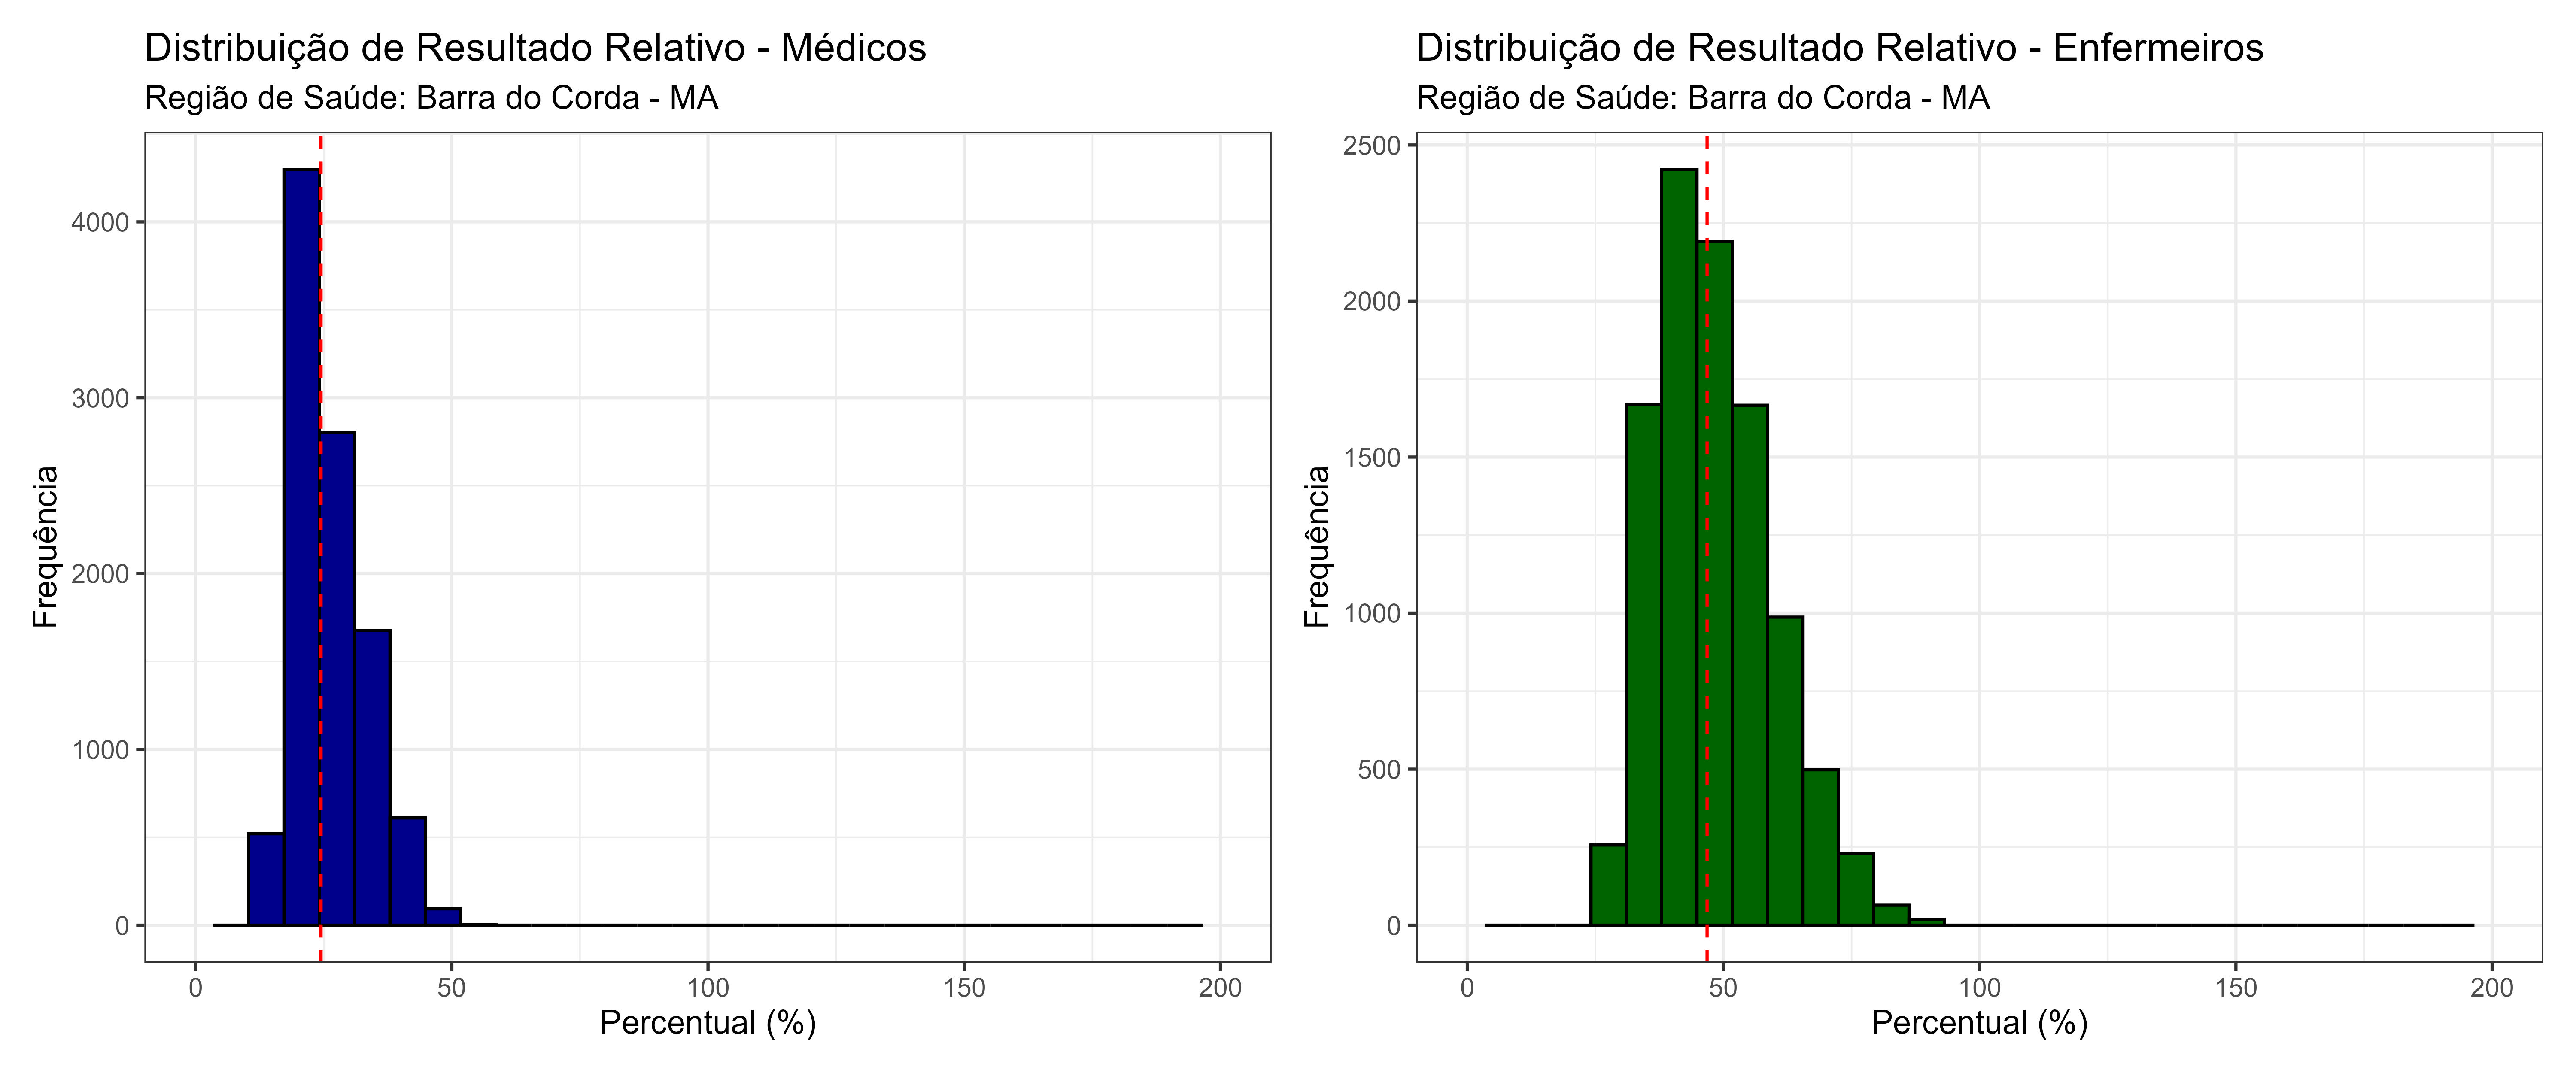 Distribuição de Resultado Relativo - Médicos
Região de Saúde: Barra do Corda - MA
Frequência
4000
3000
2000
1000
0
0 50 100 150 200
Percentual (%)
Distribuição de Resultado Relativo - Enfermeiros
Região de Saúde: Barra do Corda - MA
Frequência
2500
2000
1500
1000
500
0
0 50 100 150 200
Percentual (%)